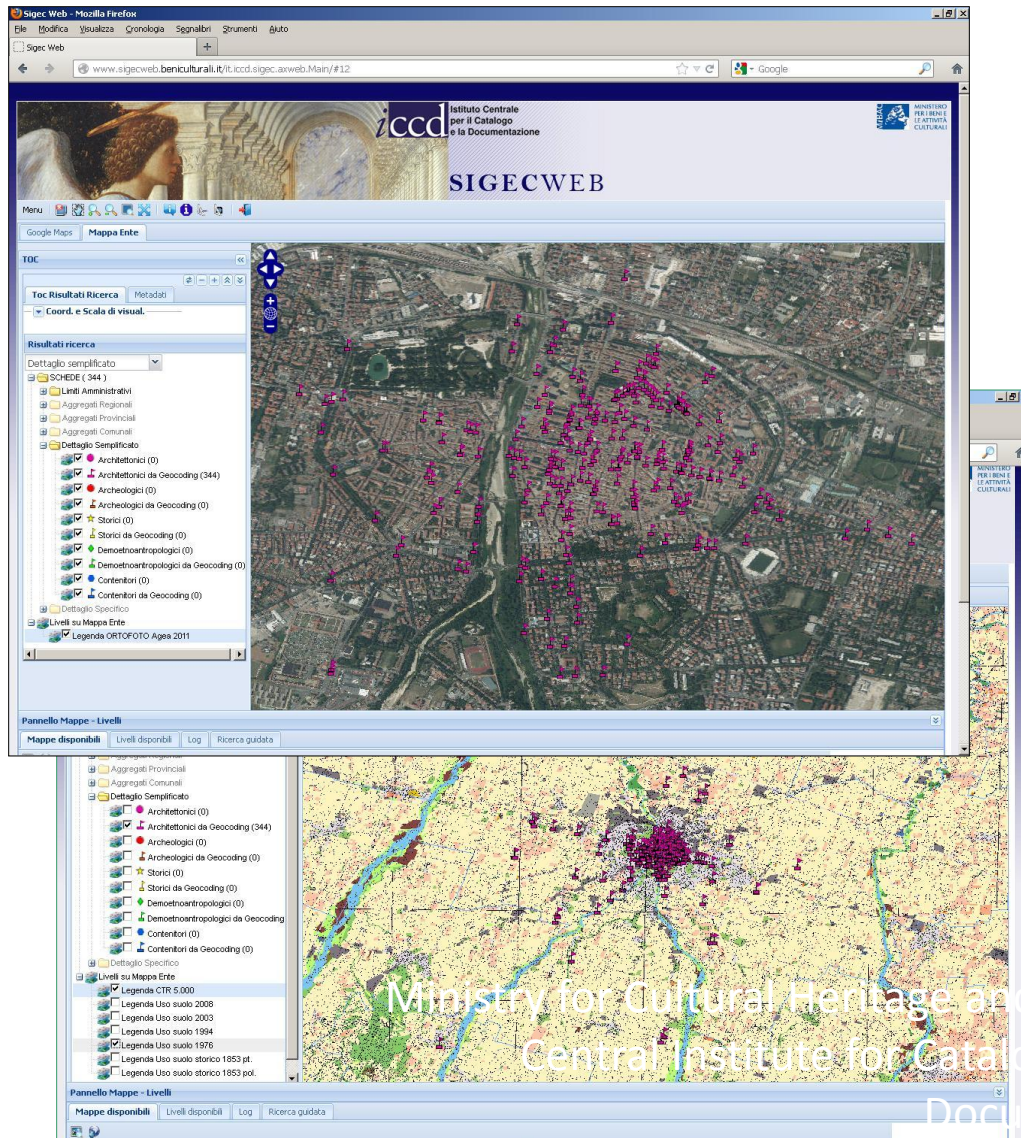 Sigec Web - Mozilla Firefox
File Modifica Visualizza Cronologia Segnalibri Strumenti Aiuto
Sigec Web
www.sigecweb.beniculturali.it/it.iccd.sigec.axweb.Main/#12
Google
iccd
Istituto Centrale
per il Catalogo
e la Documentazione
MiBAC
MINISTERO
PER I BENI E
LE ATTIVITÀ
CULTURALI
SIGECWEB
Menu
Google Maps Mappa Ente
TOC
Toc Risultati Ricerca Metadati
Coord. e Scala di visual.
Risultati ricerca
Dettaglio semplificato
SCHEDE ( 344 )
Limiti Amministrativi
Aggregati Regionali
Aggregati Provinciali
Aggregati Comunali
Dettaglio Semplificato
Architettonici (0)
Architettonici da Geocoding (344)
Archeologici (0)
Archeologici da Geocoding (0)
Storici (0)
Storici da Geocoding (0)
Demoetnoantropologici (0)
Demoetnoantropologici da Geocoding (0)
Contenitori (0)
Contenitori da Geocoding (0)
Dettaglio Specifico
Livelli su Mappa Ente
Legenda ORTOFOTO Agea 2011
Pannello Mappe - Livelli
Mappe disponibili Livelli disponibili Log Ricerca guidata
MINISTERO
PER I BENI E
LE ATTIVITÀ
CULTURALI
Aggregati Provinciali
Aggregati Comunali
Dettaglio Semplificato
Architettonici (0)
Architettonici da Geocoding (344)
Archeologici (0)
Archeologici da Geocoding (0)
Storici (0)
Storici da Geocoding (0)
Demoetnoantropologici (0)
Demoetnoantropologici da Geocoding
Contenitori (0)
Contenitori da Geocoding (0)
Dettaglio Specifico
Livelli su Mappa Ente
Legenda CTR 5.000
Legenda Uso suolo 2008
Legenda Uso suolo 2003
Legenda Uso suolo 1994
Legenda Uso suolo 1976
Legenda Uso suolo storico 1853 pt.
Legenda Uso suolo storico 1853 pol.
Ministry for Cultural Heritage and
Central Institute for Catal
Docu
Pannello Mappe - Livelli
Mappe disponibili Livelli disponibili Log Ricerca guidata